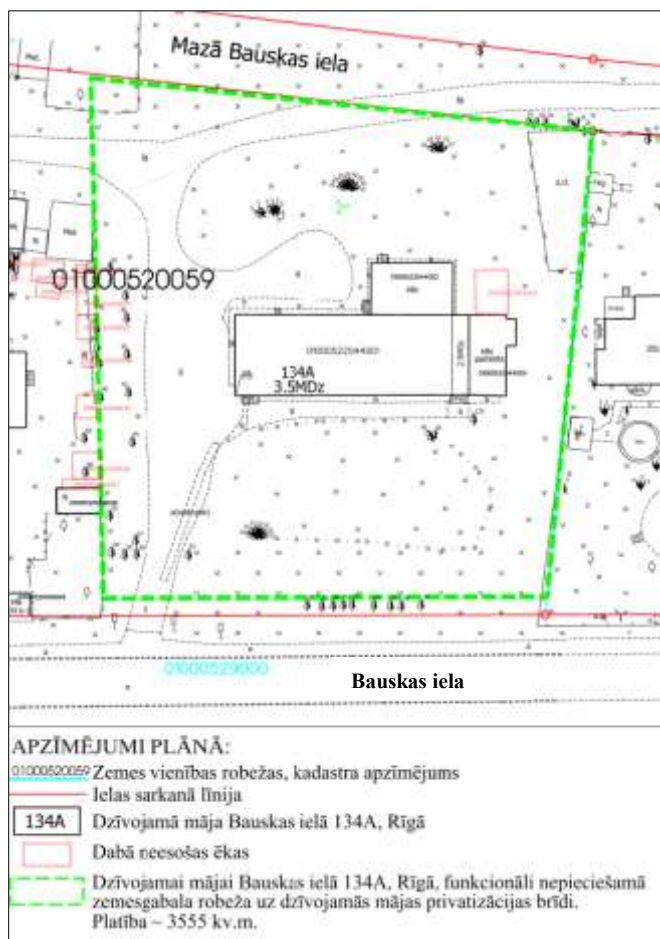 Mazā Bauskas iela
01000520059
134A
3.5MDz
01000529000
Bauskas iela
APZĪMĒJUMI PLĀNĀ:
01000520059 Zemes vienības robežas, kadastra apzīmējums
Ielas sarkanā līnija
134A Dzīvojamā māja Bauskas ielā 134A, Rīgā
Dabā neesošas ēkas
Dzīvojamai mājai Bauskas ielā 134A, Rīgā, funkcionāli nepieciešamā
zemesgabala robeža uz dzīvojamās mājas privatizācijas brīdi.
Platība ~ 3555 kv.m.